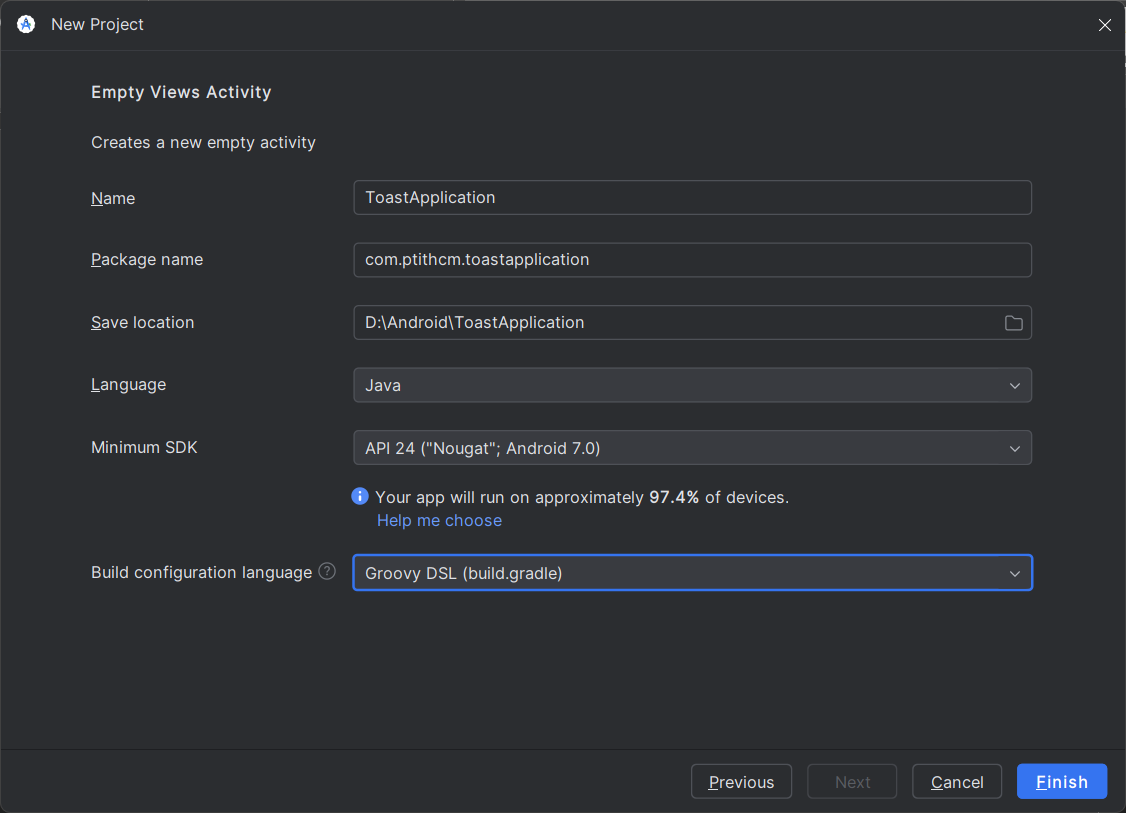 New Project
Empty Views Activity
Creates a new empty activity
Name
ToastApplication
Package name
com.ptithcm.toastapplication
Save location
D:\Android\ToastApplication
Language
Java
Minimum SDK
API 24 ("Nougat"; Android 7.0)
Your app will run on approximately 97.4% of devices.
Help me choose
Build configuration language ?
Groovy DSL (build.gradle)
Previous
Next
Cancel
Finish